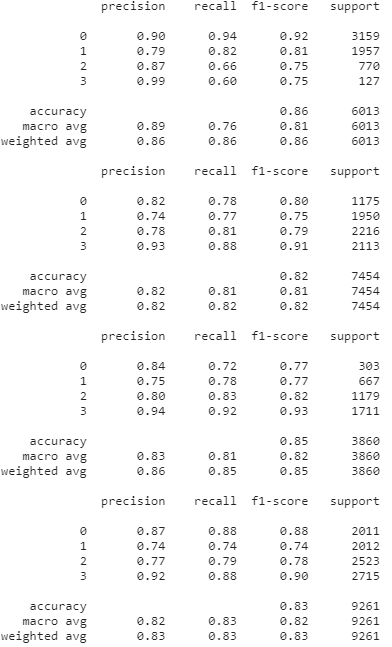 precision recall f1-score support
0 0.90 0.94 0.92 3159
1 0.79 0.82 0.81 1957
2 0.87 0.66 0.75 770
3 0.99 0.60 0.75 127
accuracy 0.86 6013
macro avg 0.89 0.76 0.81 6013
weighted avg 0.86 0.86 0.86 6013
precision recall f1-score support
0 0.82 0.78 0.80 1175
1 0.74 0.77 0.75 1950
2 0.78 0.81 0.79 2216
3 0.93 0.88 0.91 2113
accuracy 0.82 7454
macro avg 0.82 0.81 0.81 7454
weighted avg 0.82 0.82 0.82 7454
precision recall f1-score support
0 0.84 0.72 0.77 303
1 0.75 0.78 0.77 667
2 0.80 0.83 0.82 1179
3 0.94 0.92 0.93 1711
accuracy 0.85 3860
macro avg 0.83 0.81 0.82 3860
weighted avg 0.86 0.85 0.85 3860
precision recall f1-score support
0 0.87 0.88 0.88 2011
1 0.74 0.74 0.74 2012
2 0.77 0.79 0.78 2523
3 0.92 0.88 0.90 2715
accuracy 0.83 9261
macro avg 0.82 0.83 0.82 9261
weighted avg 0.83 0.83 0.83 9261